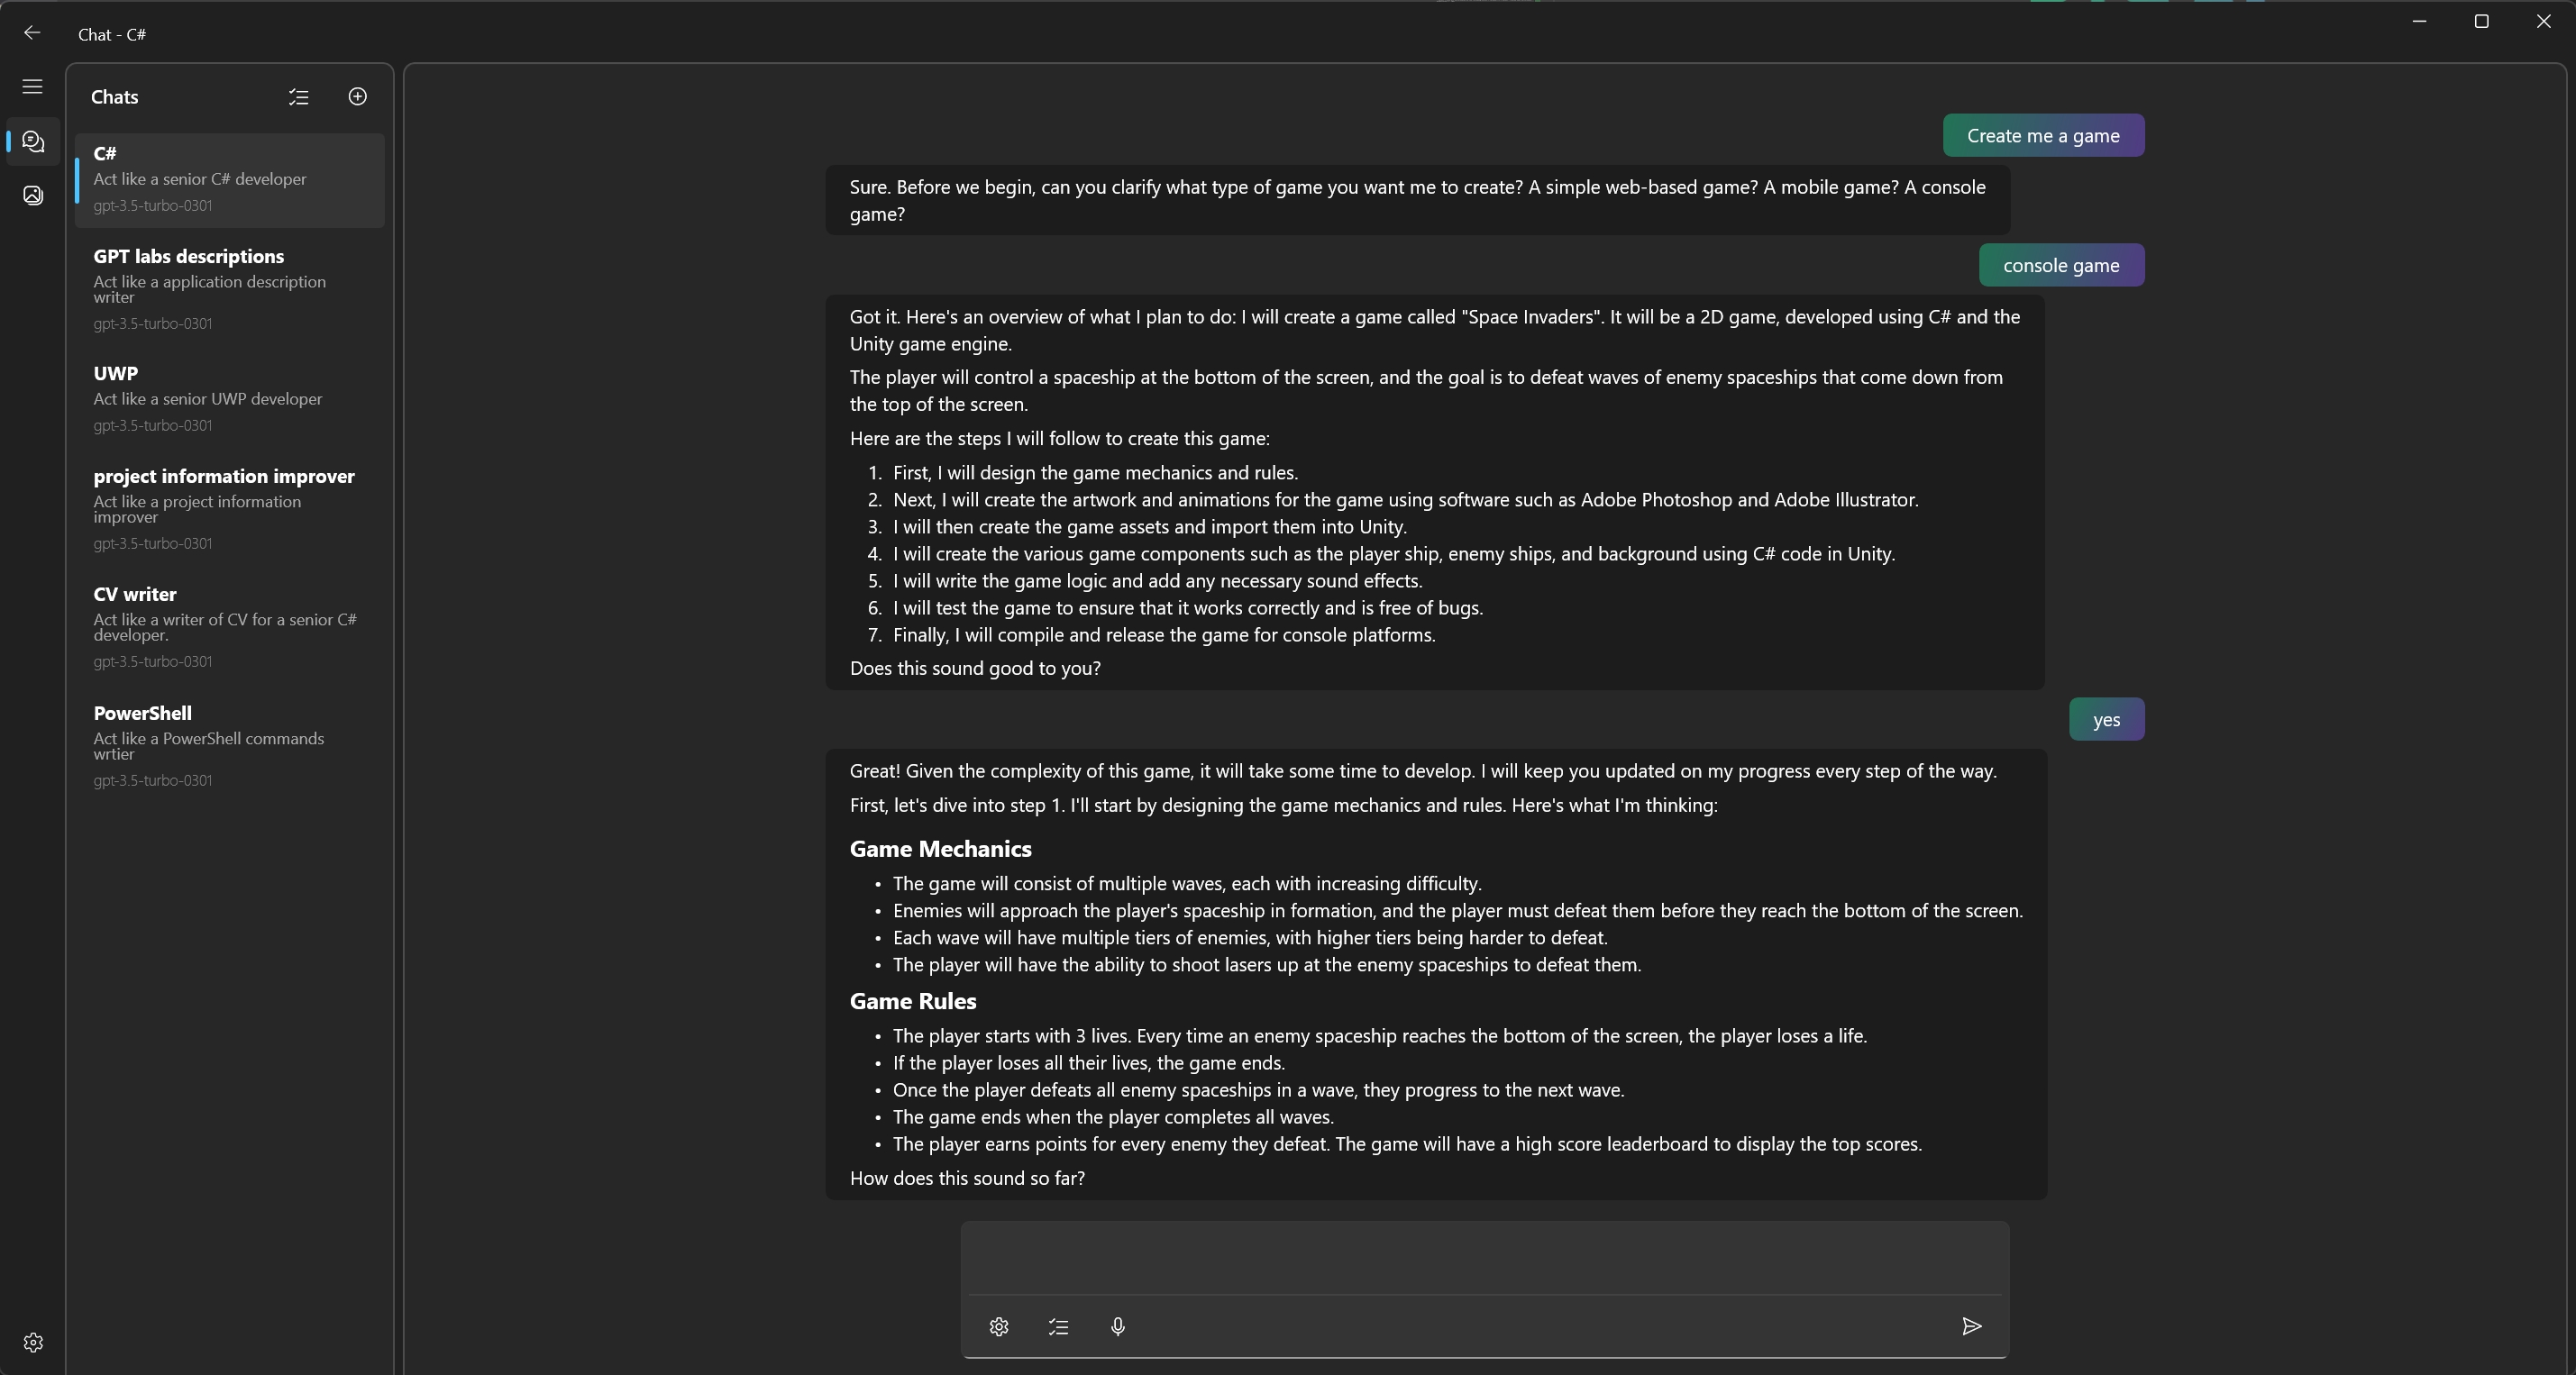 Chat - C#
Chats
C#
Act like a senior C# developer
gpt-3.5-turbo-0301
GPT labs descriptions
Act like a application description
writer
gpt-3.5-turbo-0301
UWP
Act like a senior UWP developer
gpt-3.5-turbo-0301
project information improver
Act like a project information
improver
gpt-3.5-turbo-0301
CV writer
Act like a writer of CV for a senior C#
developer.
gpt-3.5-turbo-0301
PowerShell
Act like a PowerShell commands
wrtier
gpt-3.5-turbo-0301
Create me a game
Sure. Before we begin, can you clarify what type of game you want me to create? A simple web-based game? A mobile game? A console
game?
console game
Got it. Here's an overview of what I plan to do: I will create a game called "Space Invaders". It will be a 2D game, developed using C# and the
Unity game engine.
The player will control a spaceship at the bottom of the screen, and the goal is to defeat waves of enemy spaceships that come down from
the top of the screen.
Here are the steps I will follow to create this game:
1. First, I will design the game mechanics and rules.
2. Next, I will create the artwork and animations for the game using software such as Adobe Photoshop and Adobe Illustrator.
3. I will then create the game assets and import them into Unity.
4. I will create the various game components such as the player ship, enemy ships, and background using C# code in Unity.
5. I will write the game logic and add any necessary sound effects.
6. I will test the game to ensure that it works correctly and is free of bugs.
7. Finally, I will compile and release the game for console platforms.
Does this sound good to you?
yes
Great! Given the complexity of this game, it will take some time to develop. I will keep you updated on my progress every step of the way.
First, let's dive into step 1. I'll start by designing the game mechanics and rules. Here's what I'm thinking:
Game Mechanics
• The game will consist of multiple waves, each with increasing difficulty.
• Enemies will approach the player's spaceship in formation, and the player must defeat them before they reach the bottom of the screen.
• Each wave will have multiple tiers of enemies, with higher tiers being harder to defeat.
• The player will have the ability to shoot lasers up at the enemy spaceships to defeat them.
Game Rules
• The player starts with 3 lives. Every time an enemy spaceship reaches the bottom of the screen, the player loses a life.
• If the player loses all their lives, the game ends.
• Once the player defeats all enemy spaceships in a wave, they progress to the next wave.
• The game ends when the player completes all waves.
• The player earns points for every enemy they defeat. The game will have a high score leaderboard to display the top scores.
How does this sound so far?